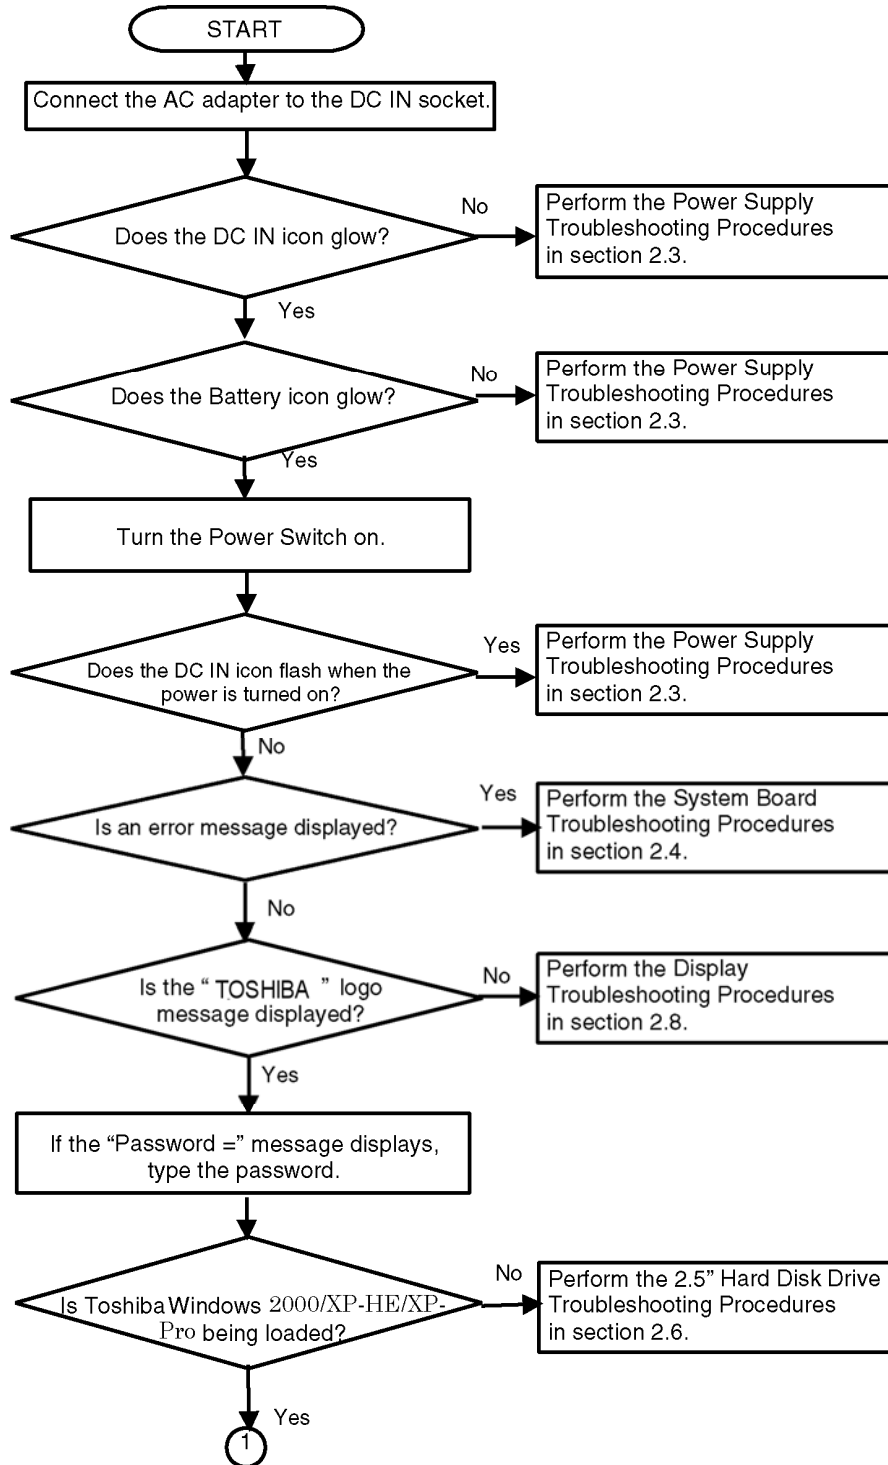 START
Connect the AC adapter to the DC IN socket.
Does the DC IN icon glow?
No
Perform the Power Supply
Troubleshooting Procedures
in section 2.3.
Yes
Does the Battery icon glow?
No
Perform the Power Supply
Troubleshooting Procedures
in section 2.3.
Yes
Turn the Power Switch on.
Does the DC IN icon flash when the
power is turned on?
Yes
Perform the Power Supply
Troubleshooting Procedures
in section 2.3.
No
Is an error message displayed?
Yes
Perform the System Board
Troubleshooting Procedures
in section 2.4.
No
Is the “ TOSHIBA ” logo
message displayed?
No
Perform the Display
Troubleshooting Procedures
in section 2.8.
Yes
If the “Password =” message displays,
type the password.
Is Toshiba Windows 2000/XP-HE/XP-
Pro being loaded?
No
Perform the 2.5” Hard Disk Drive
Troubleshooting Procedures
in section 2.6.
Yes
1